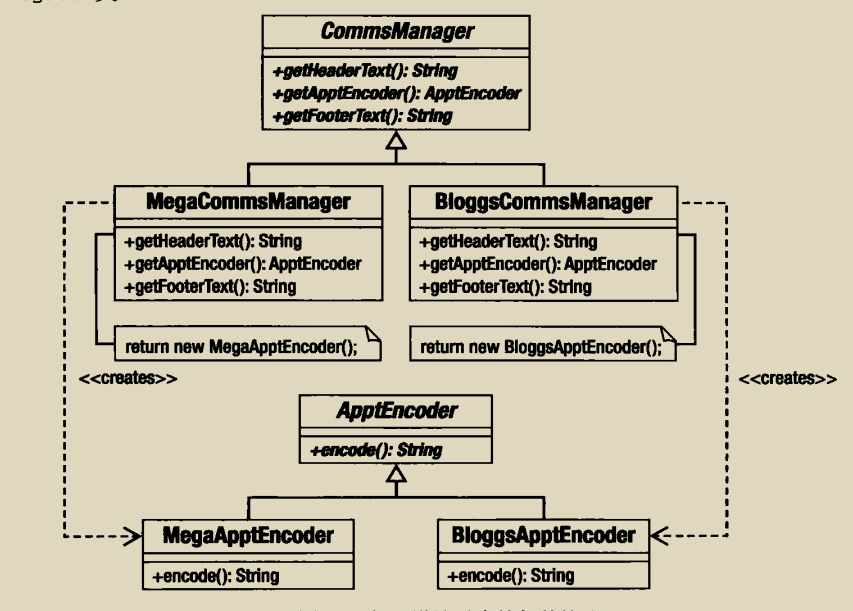 CommsManager
+getHeaderText(): String
+getApptEncoder(): ApptEncoder
+getFooterText(): String
MegaCommsManager
+getHeaderText(): String
+getApptEncoder(): ApptEncoder
+getFooterText(): String
BloggsCommsManager
+getHeaderText(): String
+getApptEncoder(): ApptEncoder
+getFooterText(): String
return new MegaApptEncoder();
return new BloggsApptEncoder();
<<creates>>
<<creates>>
ApptEncoder
+encode(): String
MegaApptEncoder
+encode(): String
BloggsApptEncoder
+encode(): String